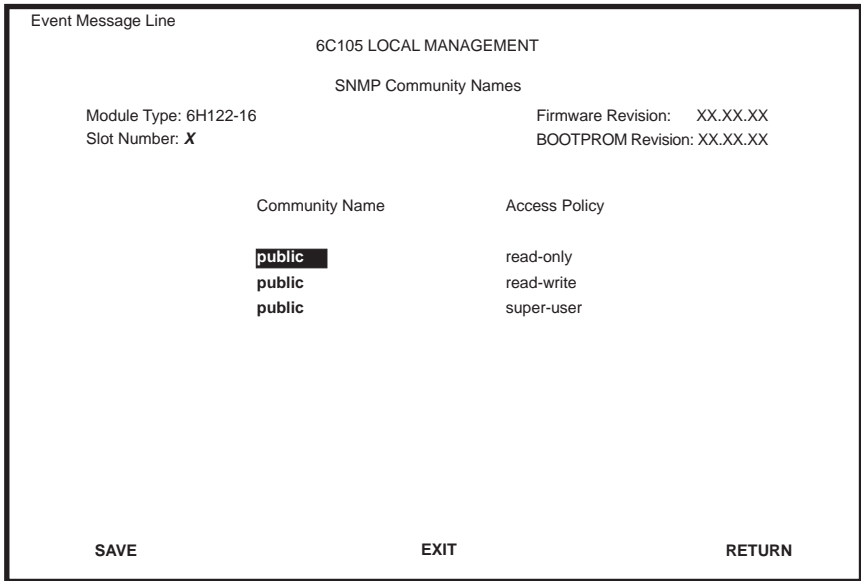 Event Message Line
6C105 LOCAL MANAGEMENT
SNMP Community Names
Module Type: 6H122-16 Firmware Revision: XX.XX.XX
Slot Number: X BOOTPROM Revision: XX.XX.XX
Community Name Access Policy
public read-only
public read-write
public super-user
SAVE EXIT RETURN